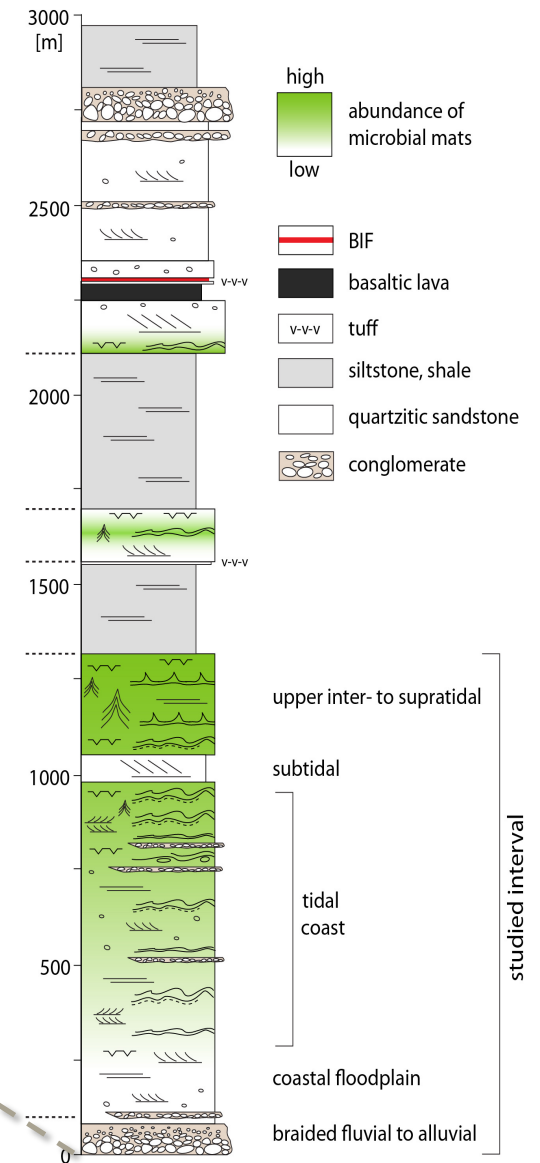 3000
[m]
high
abundance of
microbial mats
low
2500
BIF
v-v-v
basaltic lava
v-v-v
tuff
siltstone, shale
2000
quartzitic sandstone
conglomerate
v-v-v
1500
upper inter- to supratidal
subtidal
1000
tidal
coast
studied interval
500
coastal floodplain
braided fluvial to alluvial
0